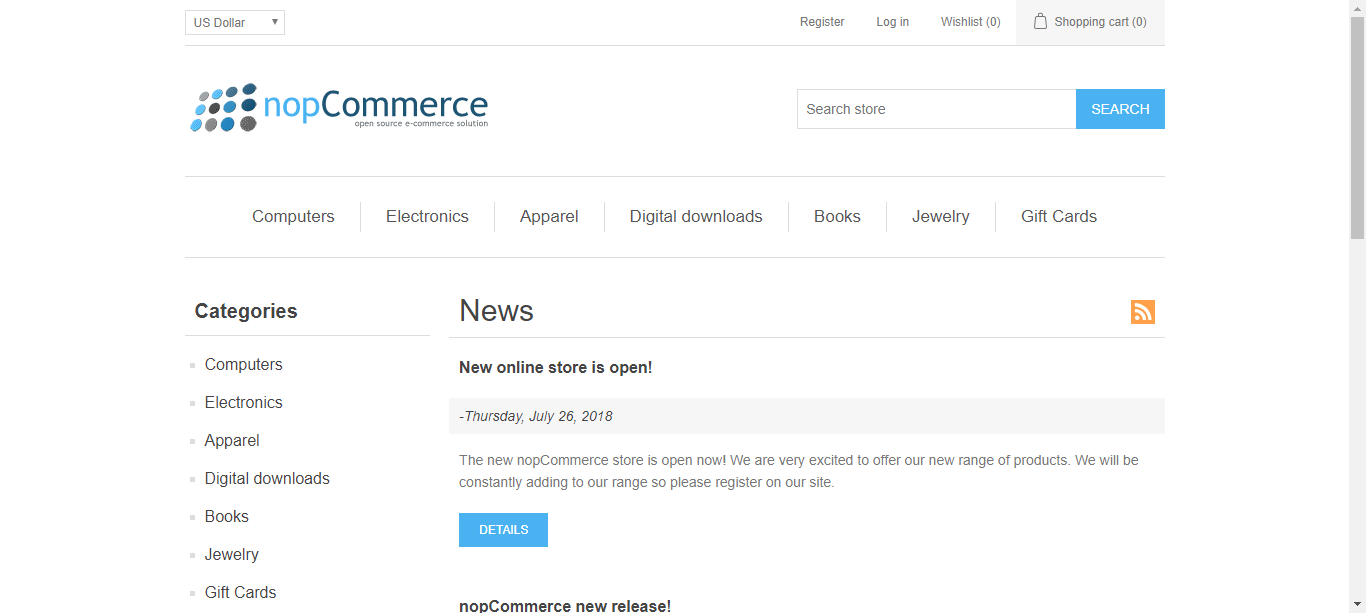 US Dollar
Register Log in Wishlist (0) Shopping cart (0)
nopCommerce
open source e-commerce solution
Search store SEARCH
Computers Electronics Apparel Digital downloads Books Jewelry Gift Cards
Categories
Computers
Electronics
Apparel
Digital downloads
Books
Jewelry
Gift Cards
News
New online store is open!
-Thursday, July 26, 2018
The new nopCommerce store is open now! We are very excited to offer our new range of products. We will be
constantly adding to our range so please register on our site.
DETAILS
nopCommerce new release!